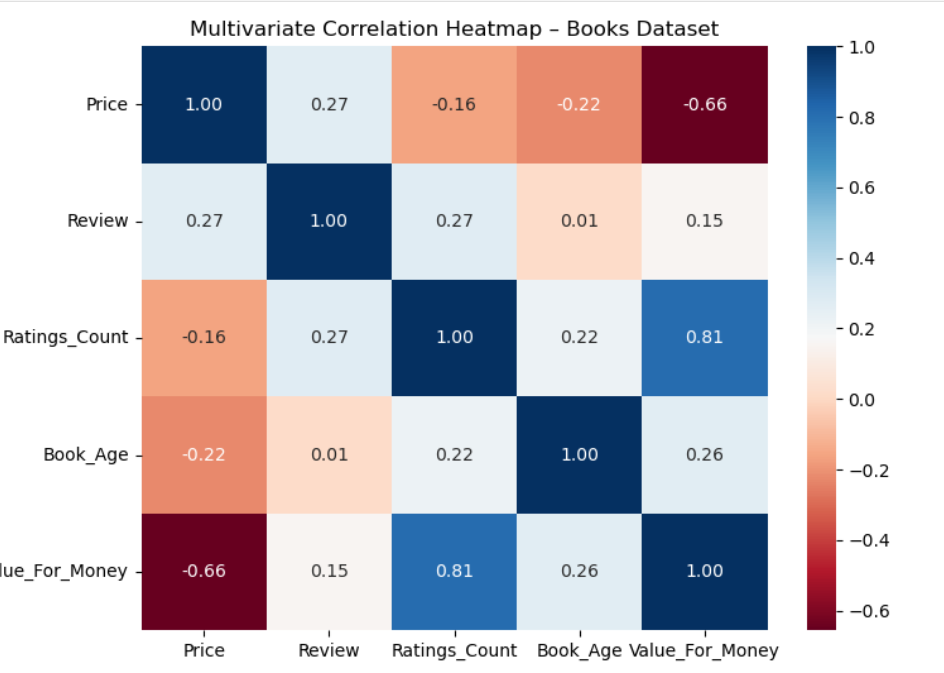 Multivariate Correlation Heatmap – Books Dataset
Price 1.00 0.27 -0.16 -0.22 -0.66
Review 0.27 1.00 0.27 0.01 0.15
Ratings_Count -0.16 0.27 1.00 0.22 0.81
Book_Age -0.22 0.01 0.22 1.00 0.26
lue_For_Money -0.66 0.15 0.81 0.26 1.00
Price Review Ratings_Count Book_Age Value_For_Money
1.0
0.8
0.6
0.4
0.2
0.0
−0.2
−0.4
−0.6